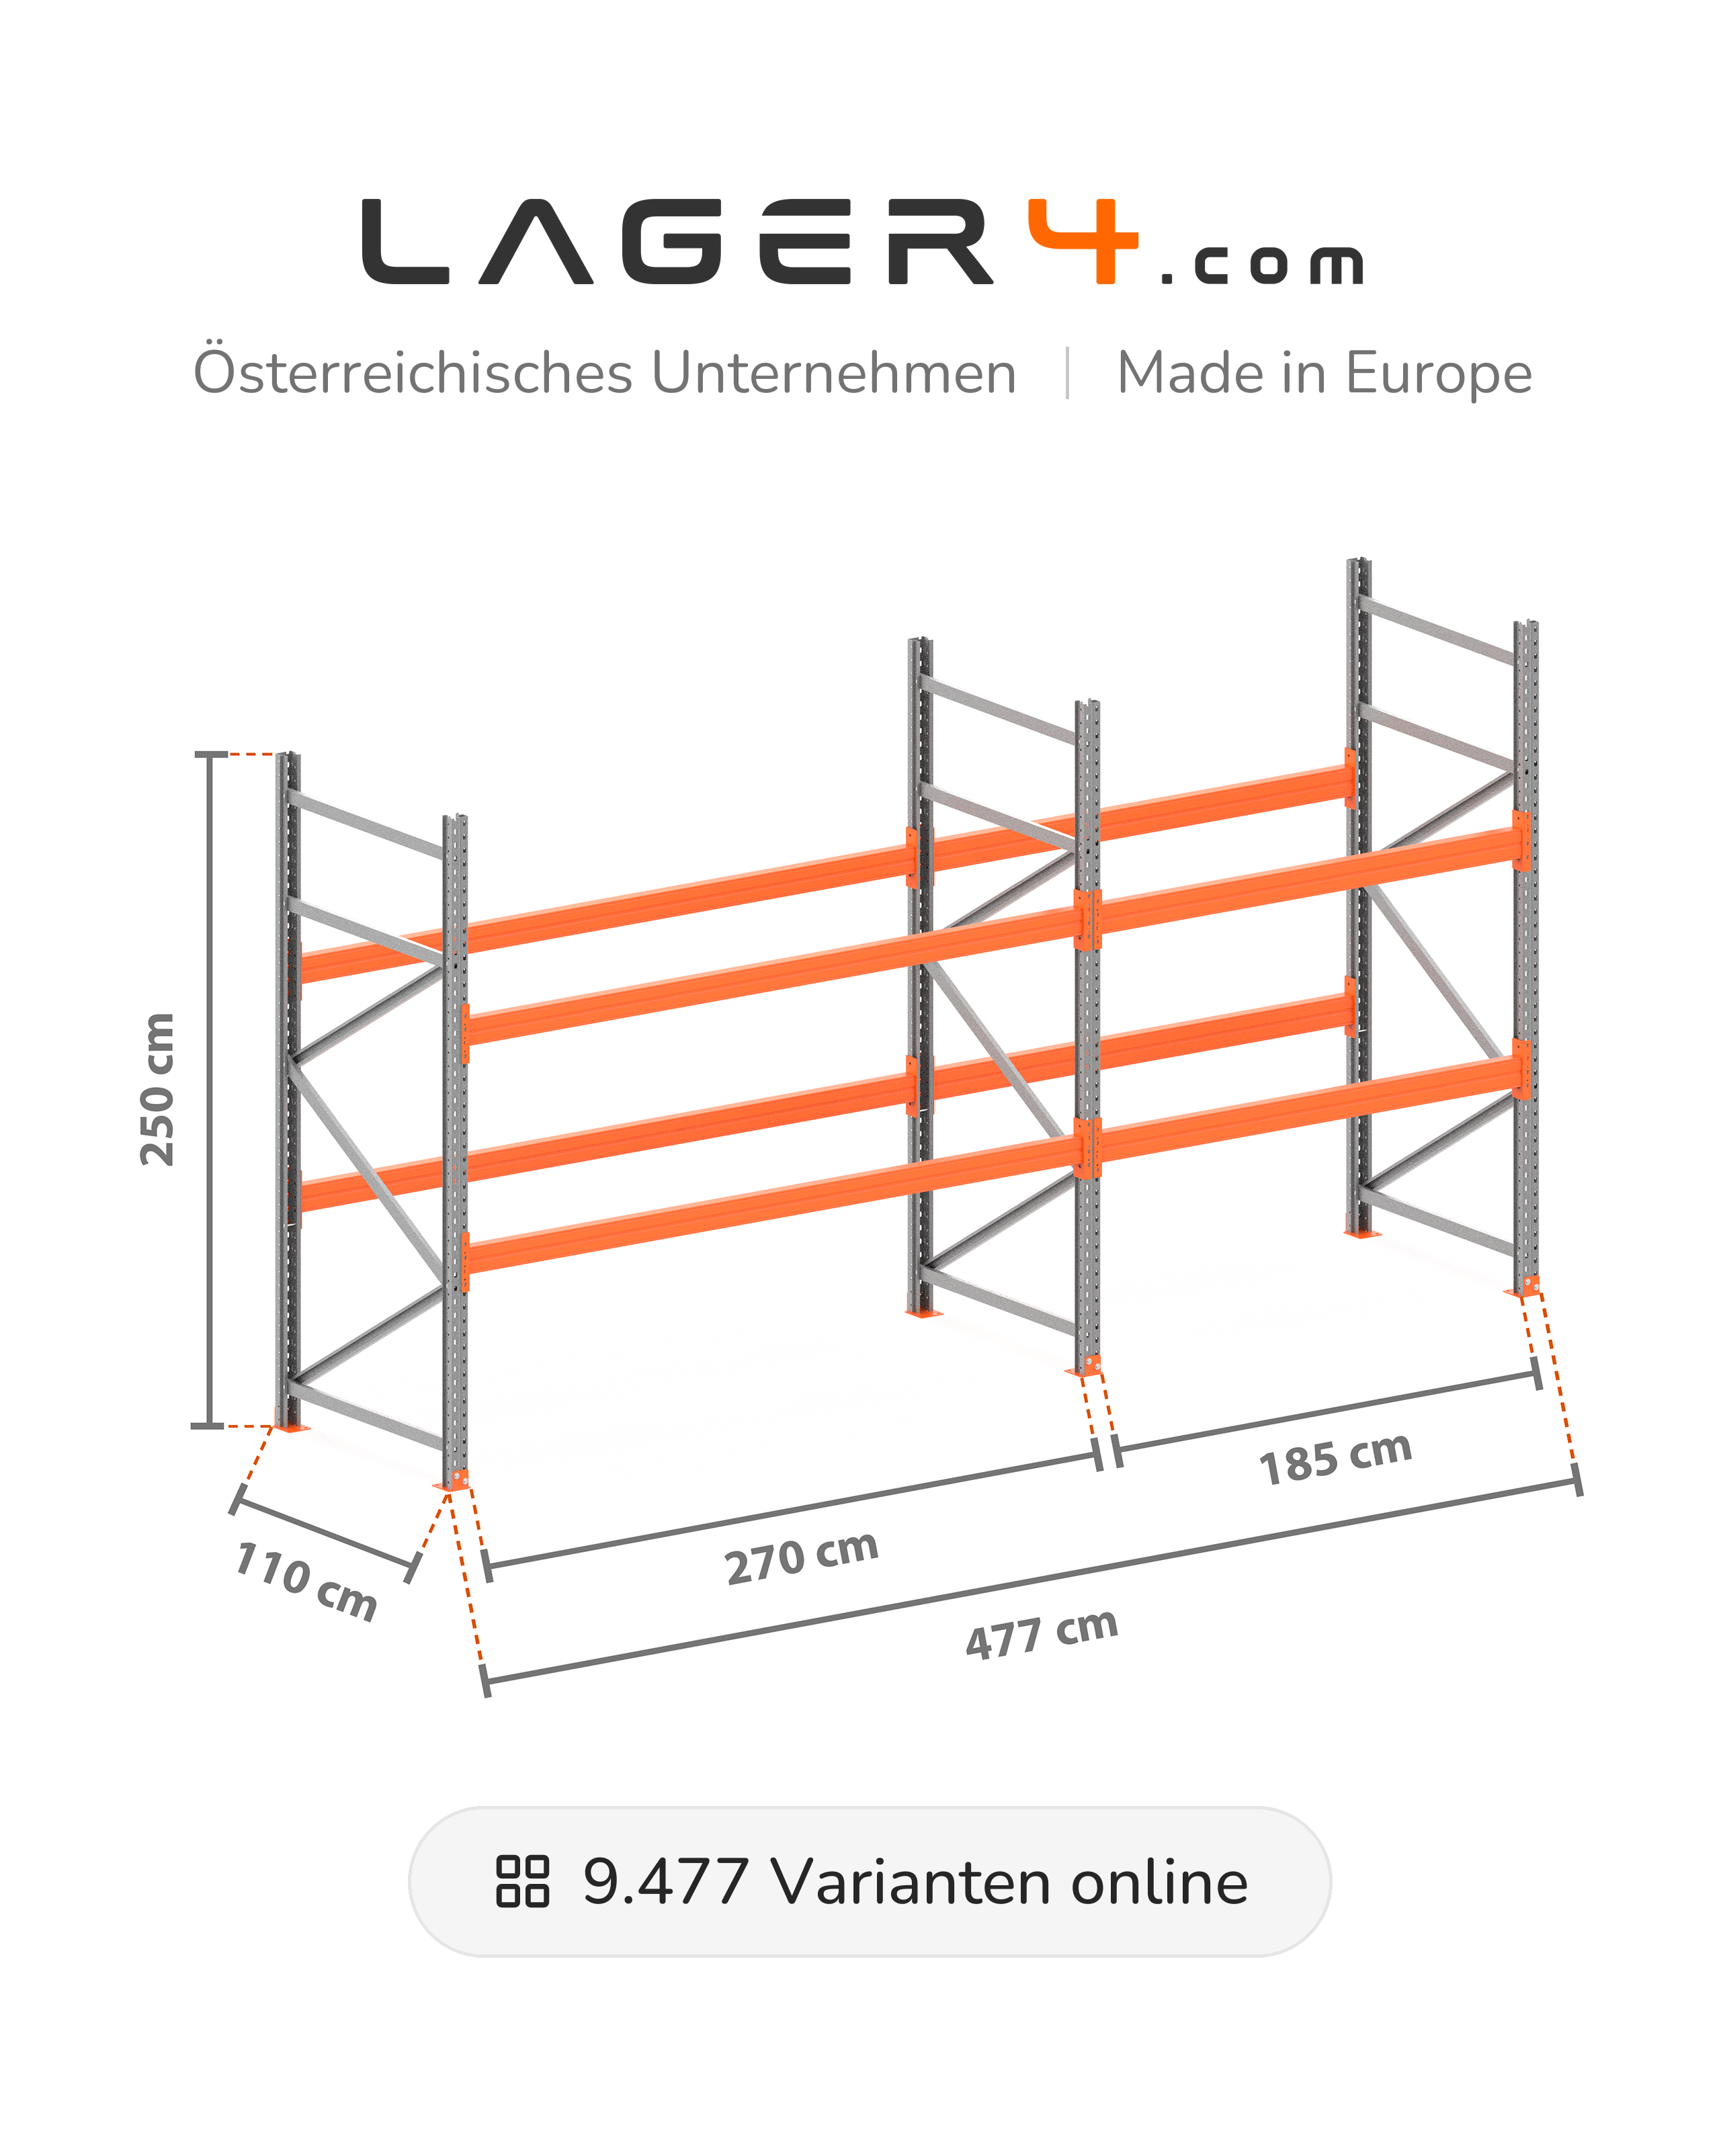 LAGER4.com
Österreichisches Unternehmen | Made in Europe
250 cm
110 cm
270 cm
185 cm
477 cm
9.477 Varianten online